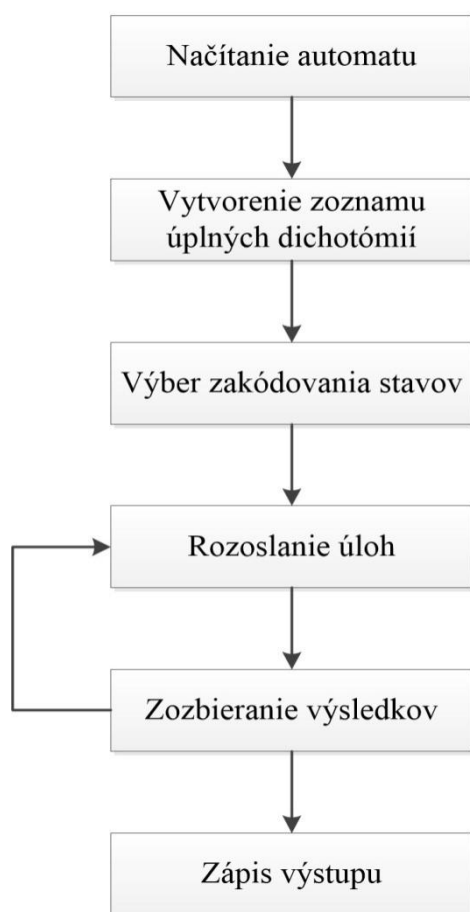 Načítanie automatu
Vytvorenie zoznamu
úplných dichotómií
Výber zakódovania stavov
Rozoslanie úloh
Zozbieranie výsledkov
Zápis výstupu